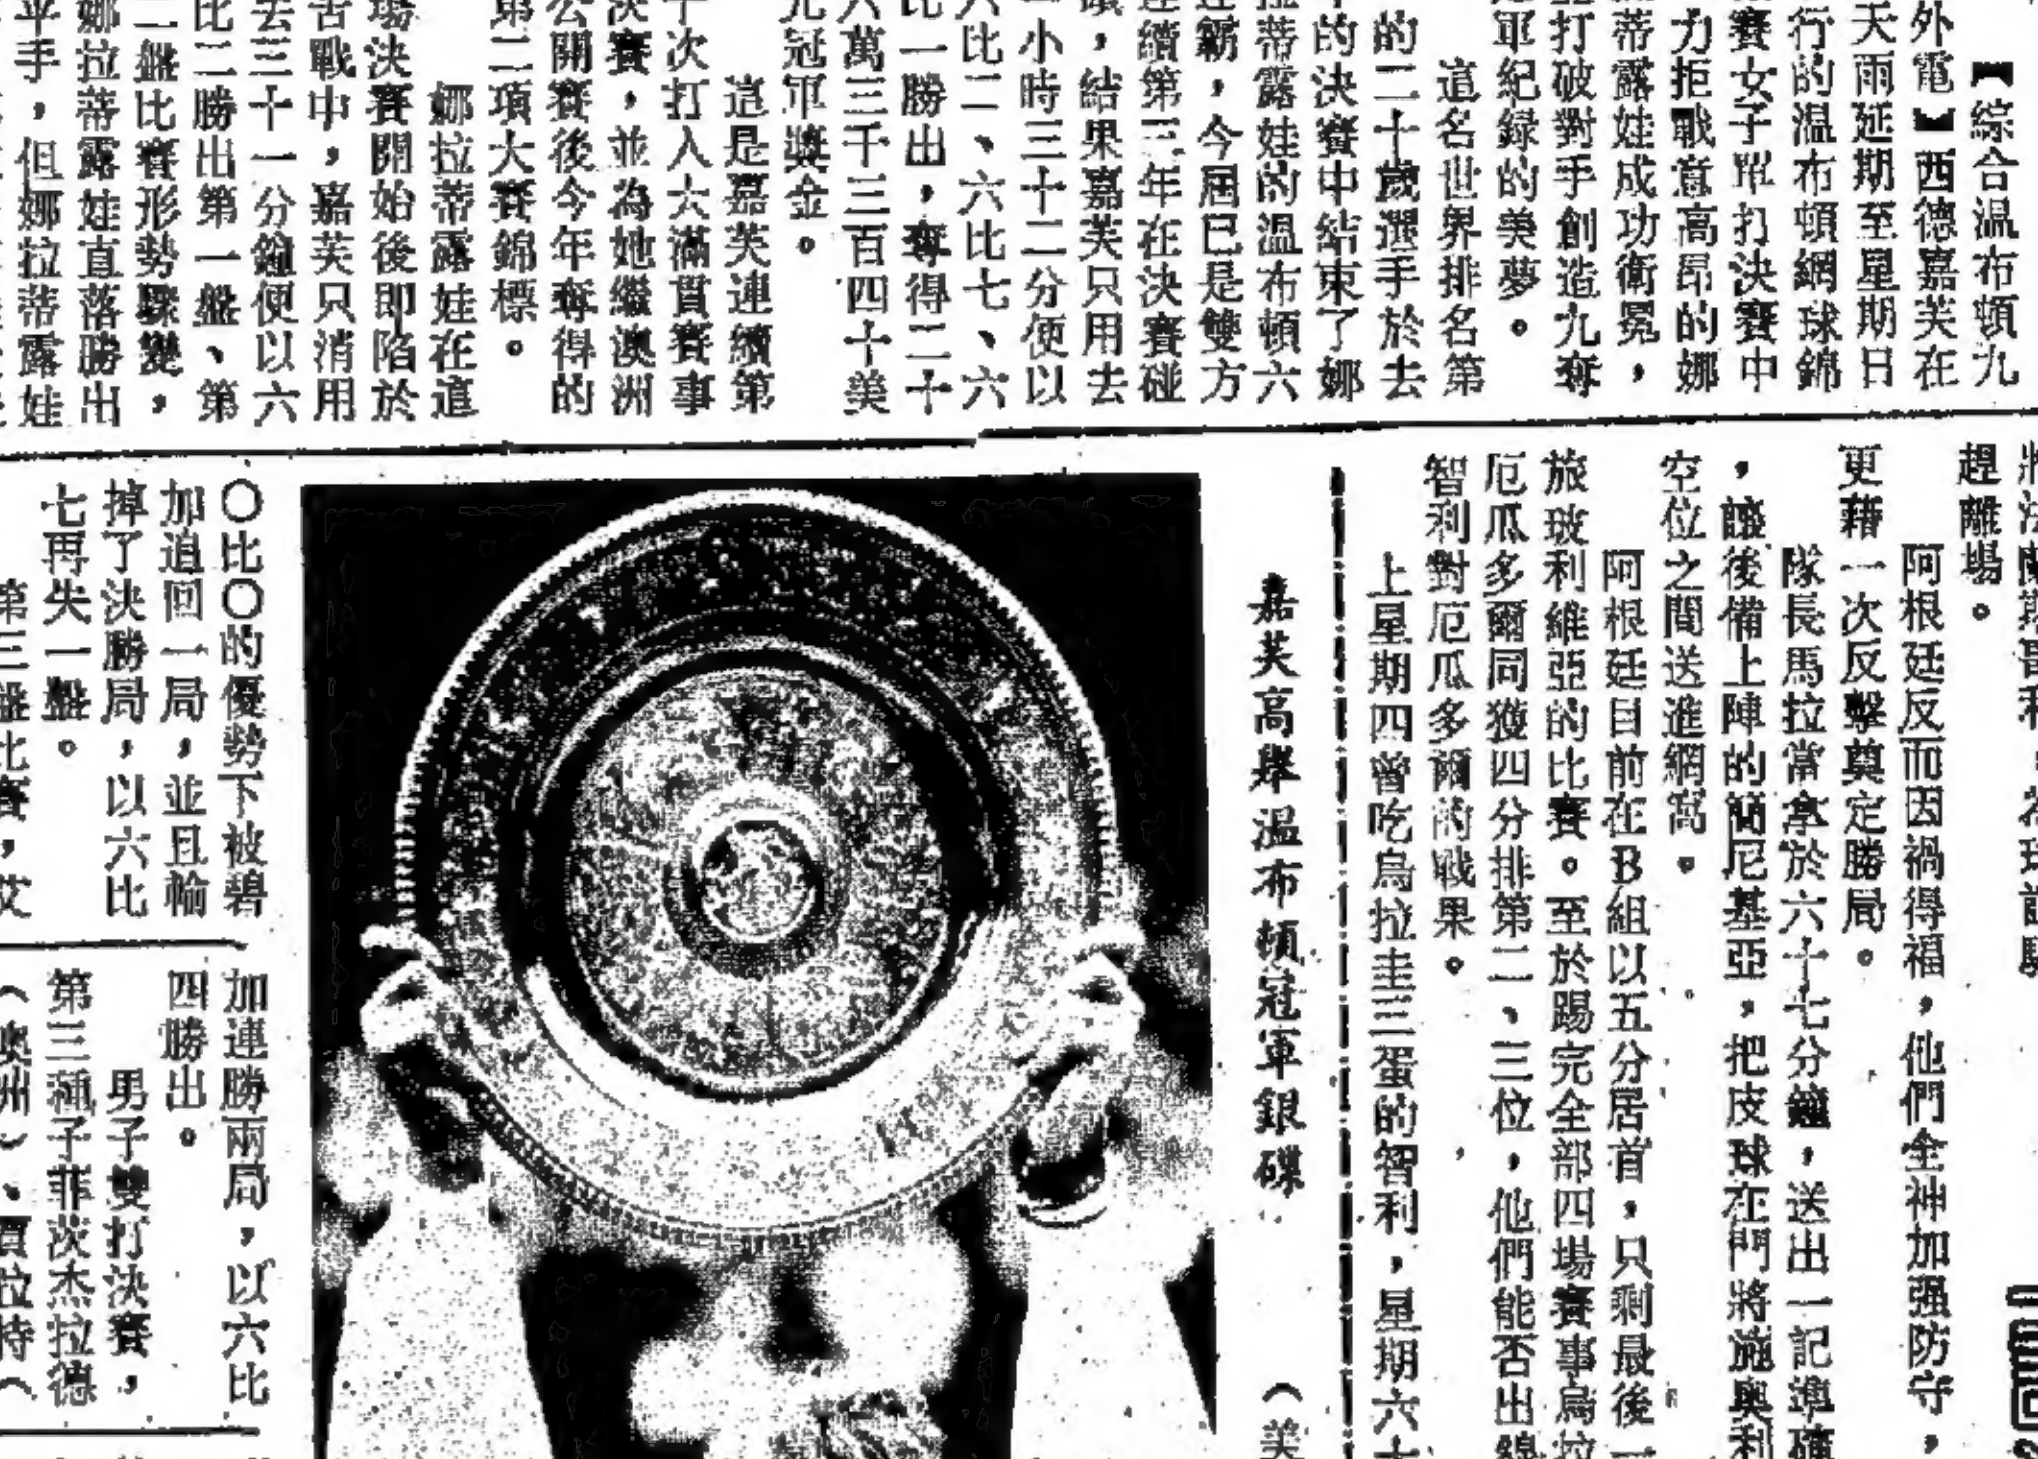 【綜合温布頓九
外電】西德嘉芙在
天雨延期至星期日
行的温布頓網球錦
賽女子單打決賽中
力拒戰意高昂的娜
蒂露娃成功衛冕，
打破對手創造九奪
軍紀録的美夢。
這名世界排名第
的二十歲選手於去
的決賽中結束了娜
拉蒂露娃的温布頓六
連霸，今屆已是雙方
連續第三年在決賽碰
頭，結果嘉芙只用去
一小時三十二分便以
六比二、六比七、六
比一勝出，奪得二十
六萬三千三百四十美
元冠軍獎金。
這是嘉芙連續第
十次打入大滿貫賽事
決賽，並為她繼澳洲
公開賽後今年奪得的
第二項大賽錦標。
娜拉蒂露娃在這
場決賽開始後即陷於
苦戰中，嘉芙只消用
去三十一分鐘便以六
比二勝出第一盤、第
二盤比賽形勢驟變，
娜拉蒂露娃直落勝出
平手，但娜拉蒂露娃
趕離場。
阿根廷反而因禍得福，他們全神加强防守，
更藉一次反擊奠定勝局。
隊長馬拉當拿於六十七分鐘，送出一記準確
，讓後備上陣的簡尼基亞，把皮球在門將施奧利
空位之間送進網窩。
阿根廷目前在B組以五分居首，只剩最後一
旅玻利維亞的比賽。至於踢完全部四場賽事烏拉
厄瓜多爾同獲四分排第二、三位，他們能否出線
智利對厄瓜多爾的戰果。
上星期四曾吃烏拉圭三蛋的智利，星期六
嘉芙高舉温布頓冠軍銀碟
（美
〇比〇的優勢下被碧
加追回一局，並且輸
掉了決勝局，以六比
七再失一盤。
第三盤比賽，艾
加連勝兩局，以六比
四勝出。
男子雙打決賽，
第三種子菲茨杰拉德
（澳洲）、